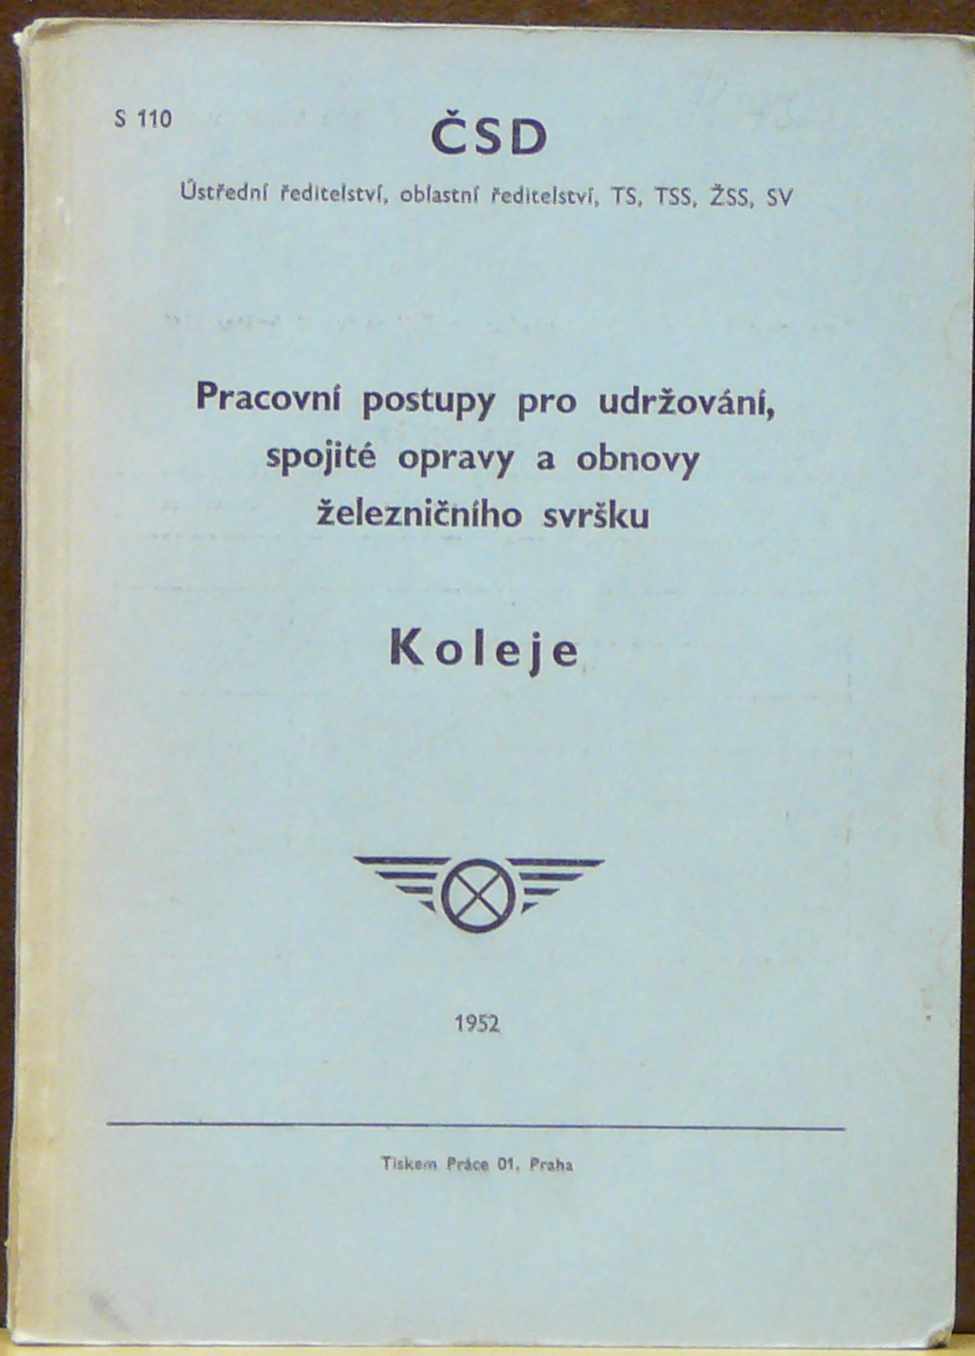 S 110
ČSD
Ústřední ředitelství, oblastní ředitelství, TS, TSS, ŽSS, SV
Pracovní postupy pro udržování,
spojité opravy a obnovy
železničního svršku
Koleje
1952
Tiskem Práce 01, Praha